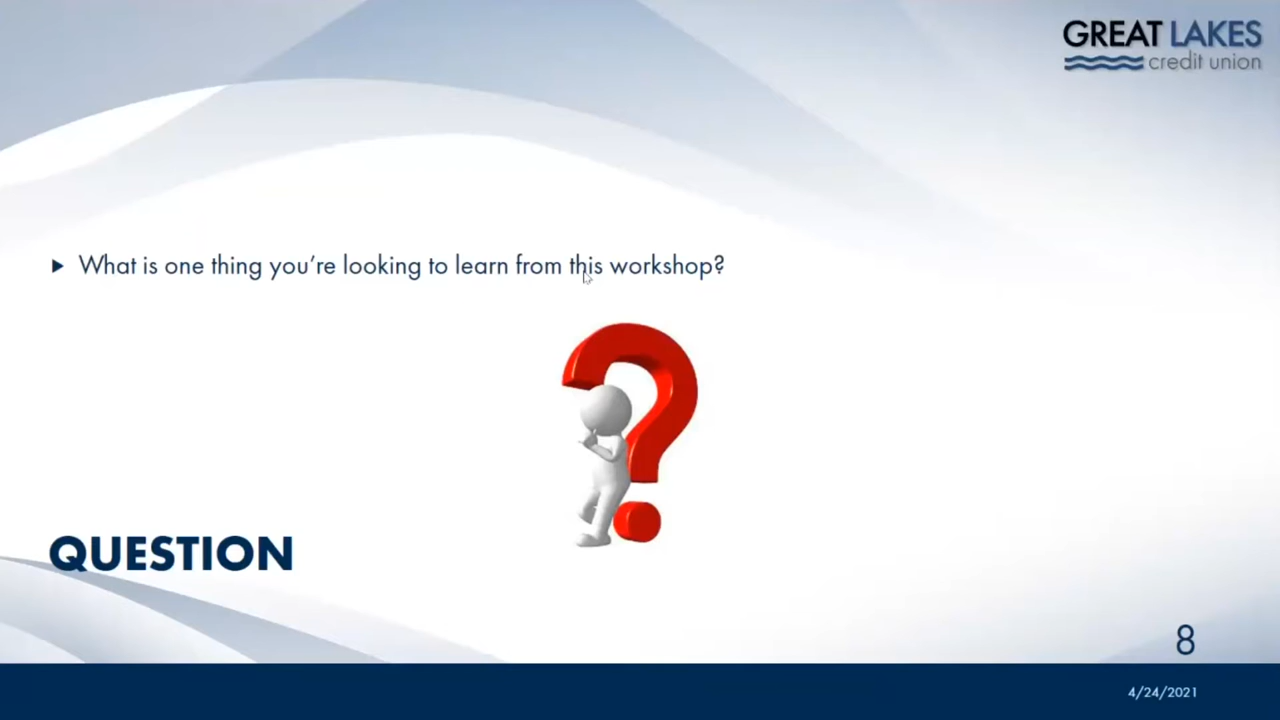 GREAT LAKES
credit union
What is one thing you’re looking to learn from this workshop?
QUESTION
8
4/24/2021